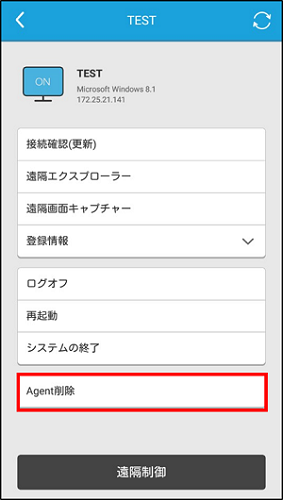 TEST
ON
TEST
Microsoft Windows 8.1
172.25.21.141
接続確認(更新)
遠隔エクスプローラー
遠隔画面キャプチャー
登録情報
ログオフ
再起動
システムの終了
Agent削除
遠隔制御